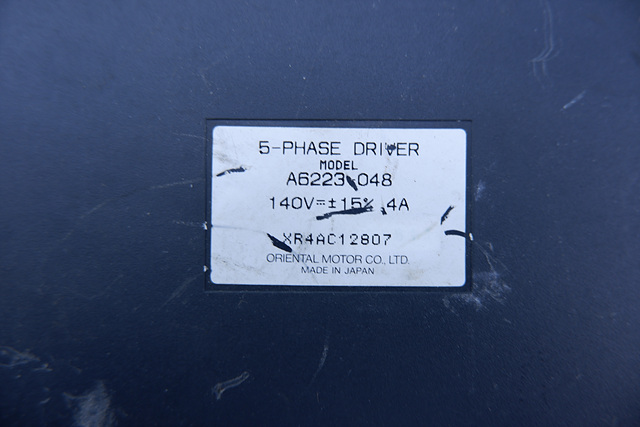 5-PHASE DRIVER
MODEL
A6223-048
140V⎓±15% 4A
XR4AC12807
ORIENTAL MOTOR CO., LTD.
MADE IN JAPAN